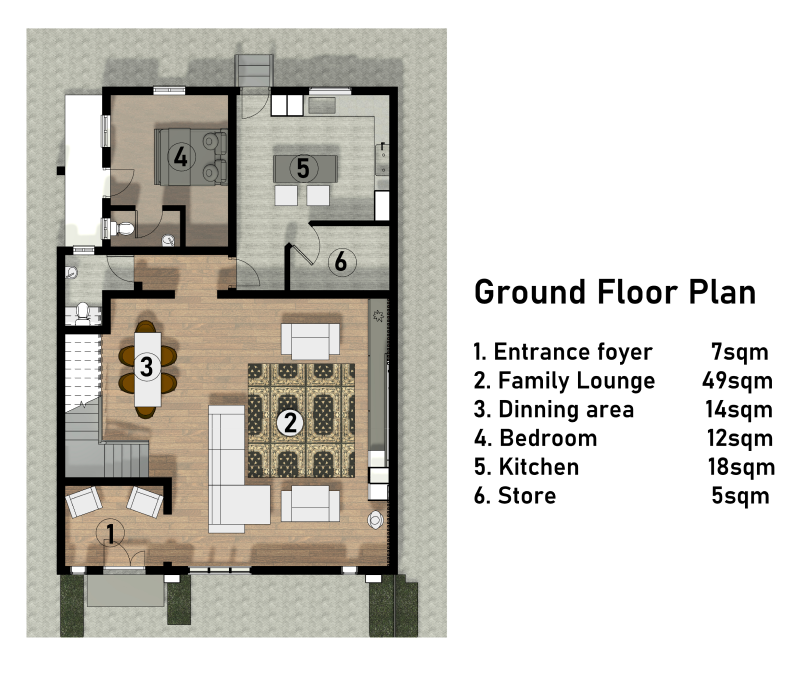 4
5
6
3
2
1
Ground Floor Plan
1. Entrance foyer 7sqm
2. Family Lounge 49sqm
3. Dinning area 14sqm
4. Bedroom 12sqm
5. Kitchen 18sqm
6. Store 5sqm